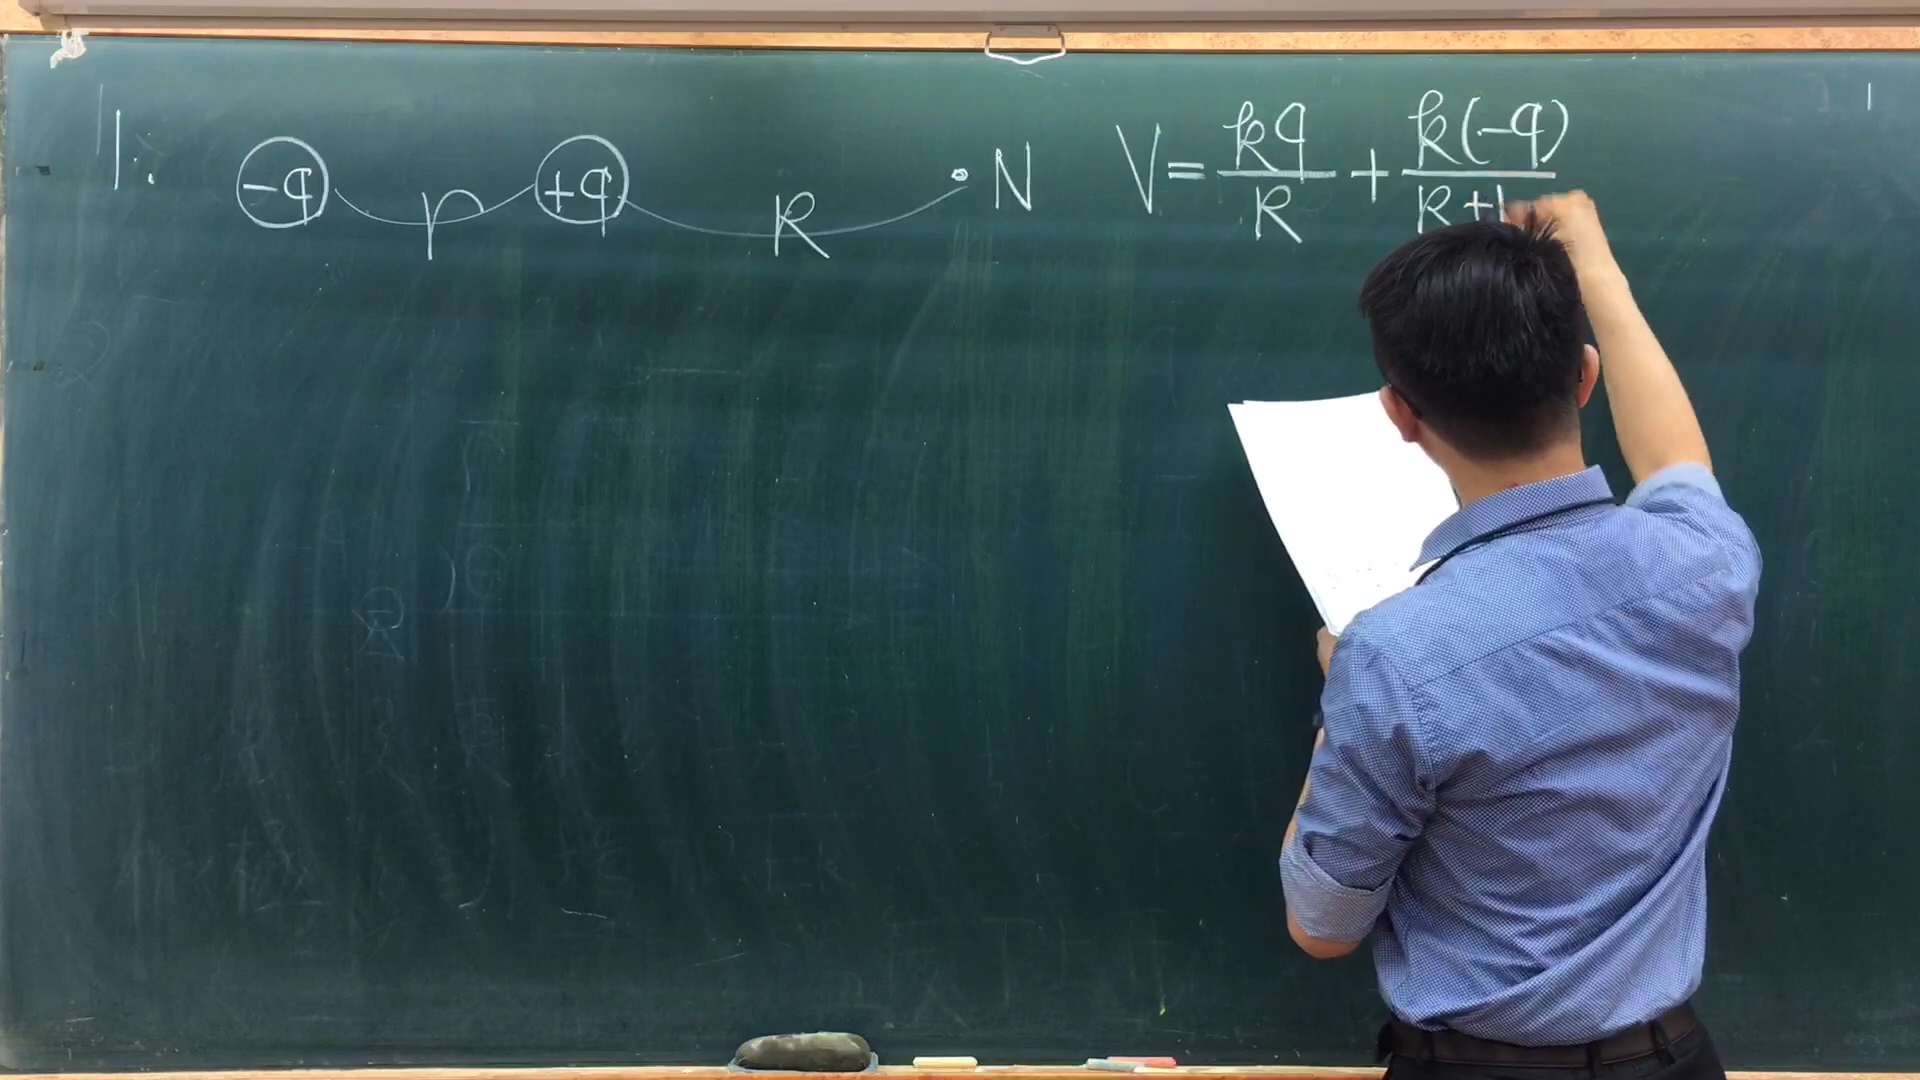 1. -q r +q R N V = kq/R + k(-q)/R+